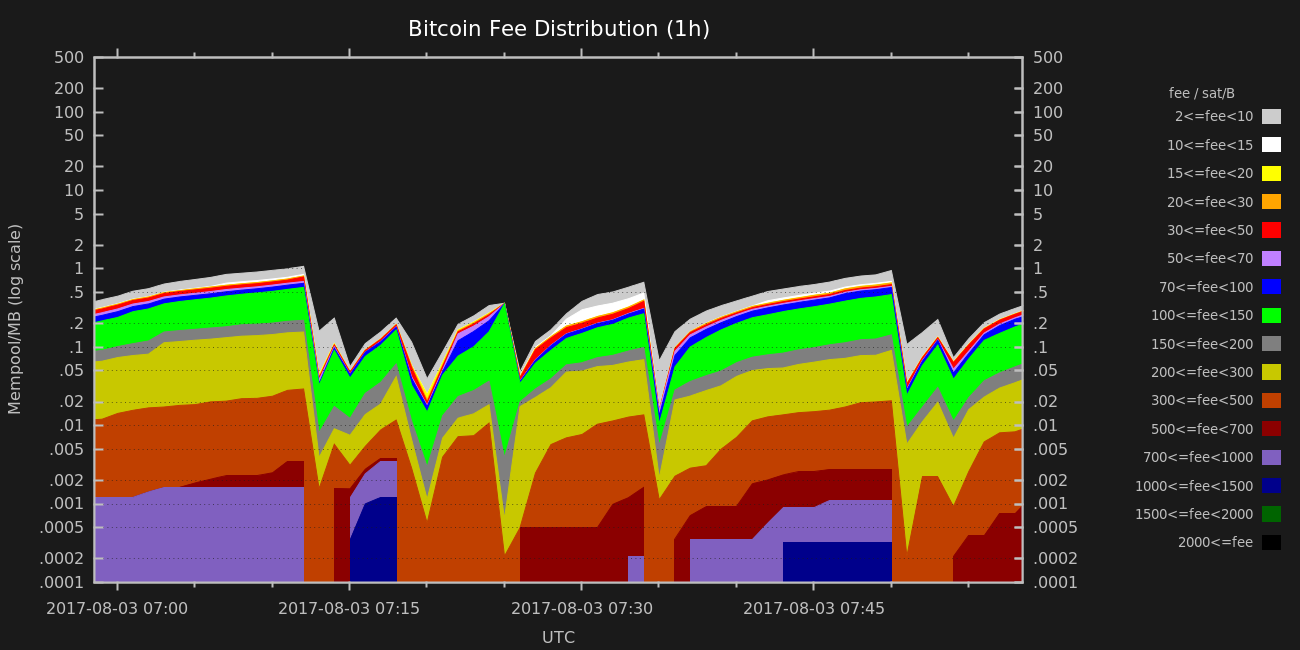 Bitcoin Fee Distribution (1h)
500 500
200 200
100 100
50 50
20 20
10 10
5 5
2 2
1 1
.5 .5
.2 .2
.1 .1
.05 .05
.02 .02
.01 .01
.005 .005
.002 .002
.001 .001
.0005 .0005
.0002 .0002
.0001 .0001
Mempool/MB (log scale)
2017-08-03 07:00 2017-08-03 07:15 2017-08-03 07:30 2017-08-03 07:45
UTC
fee / sat/B
2<=fee<10
10<=fee<15
15<=fee<20
20<=fee<30
30<=fee<50
50<=fee<70
70<=fee<100
100<=fee<150
150<=fee<200
200<=fee<300
300<=fee<500
500<=fee<700
700<=fee<1000
1000<=fee<1500
1500<=fee<2000
2000<=fee